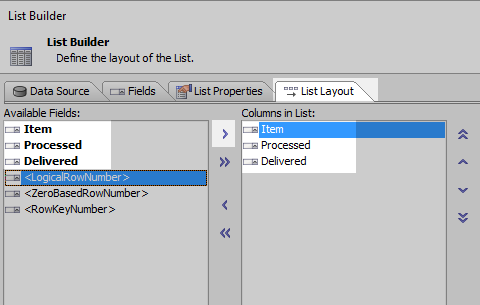 List Builder
List Builder
Define the layout of the List.
Data Source
Fields
List Properties
List Layout
Available Fields:
Item
Processed
Delivered
<LogicalRowNumber>
<ZeroBasedRowNumber>
<RowKeyNumber>
Columns in List:
Item
Processed
Delivered